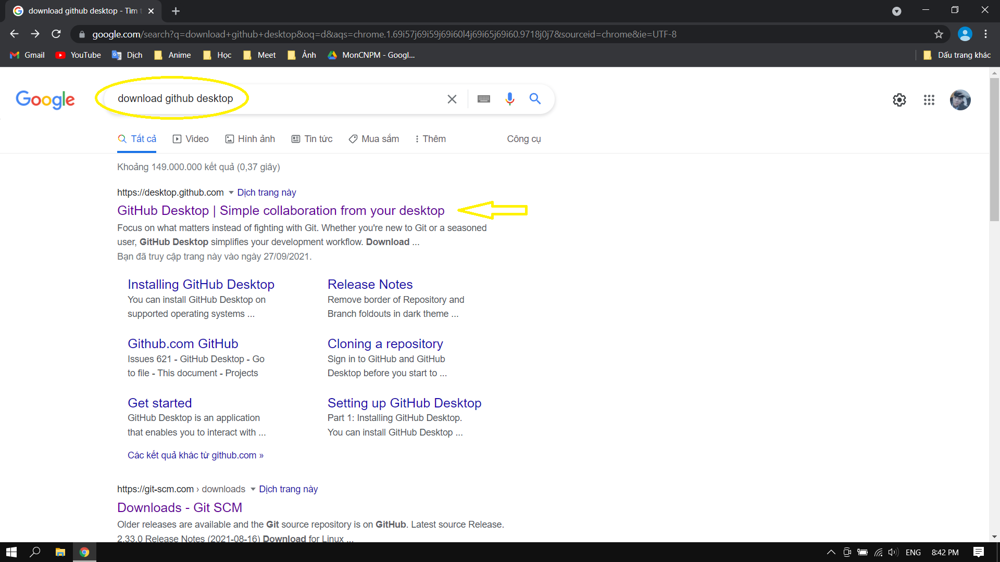 download github desktop - Tìm t
google.com/search?q=download+github+desktop&oq=d&aqs=chrome.1.69i57j69i59j69i60l4j69i65j69i60.9718j0j7&sourceid=chrome&ie=UTF-8
Gmail YouTube Dịch Anime Học Meet Ảnh MonCNPM - Googl... Dấu trang khác
Google download github desktop
Tất cả Video Hình ảnh Tin tức Mua sắm Thêm Công cụ
Khoảng 149.000.000 kết quả (0,37 giây)
https://desktop.github.com Dịch trang này
GitHub Desktop | Simple collaboration from your desktop
Focus on what matters instead of fighting with Git. Whether you're new to Git or a seasoned
user, GitHub Desktop simplifies your development workflow. Download ...
Bạn đã truy cập trang này vào ngày 27/09/2021.
Installing GitHub Desktop
You can install GitHub Desktop on
supported operating systems ...
Release Notes
Remove border of Repository and
Branch foldouts in dark theme ...
Github.com GitHub
Issues 621 - GitHub Desktop - Go
to file - This document - Projects
Cloning a repository
Sign in to GitHub and GitHub
Desktop before you start to ...
Get started
GitHub Desktop is an application
that enables you to interact with ...
Setting up GitHub Desktop
Part 1: Installing GitHub Desktop.
You can install GitHub Desktop ...
Các kết quả khác từ github.com »
https://git-scm.com › downloads Dịch trang này
Downloads - Git SCM
Older releases are available and the Git source repository is on GitHub. Latest source Release.
2.33.0 Release Notes (2021-08-16) Download for Linux ...
ENG 8:42 PM